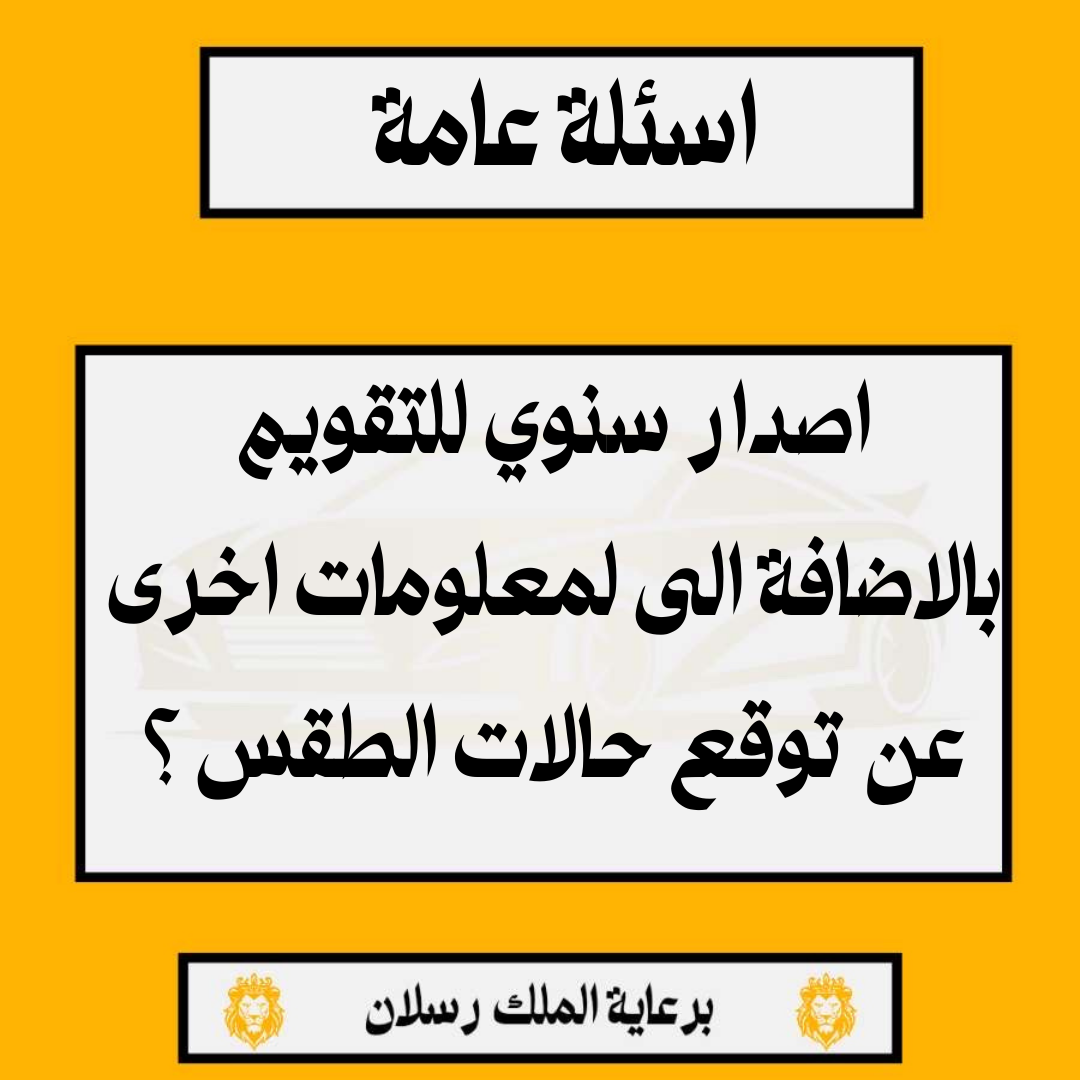 اسئلة عامة
اصدار سنوي للتقويم
بالاضافة الى لمعلومات اخرى
عن توقع حالات الطقس ؟
برعاية الملك رسلان